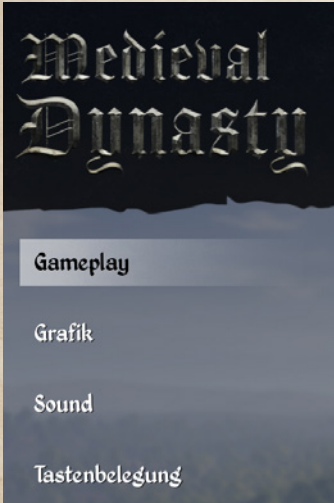 Medieval
Dynasty
Gameplay
Grafik
Sound
Tastenbelegung